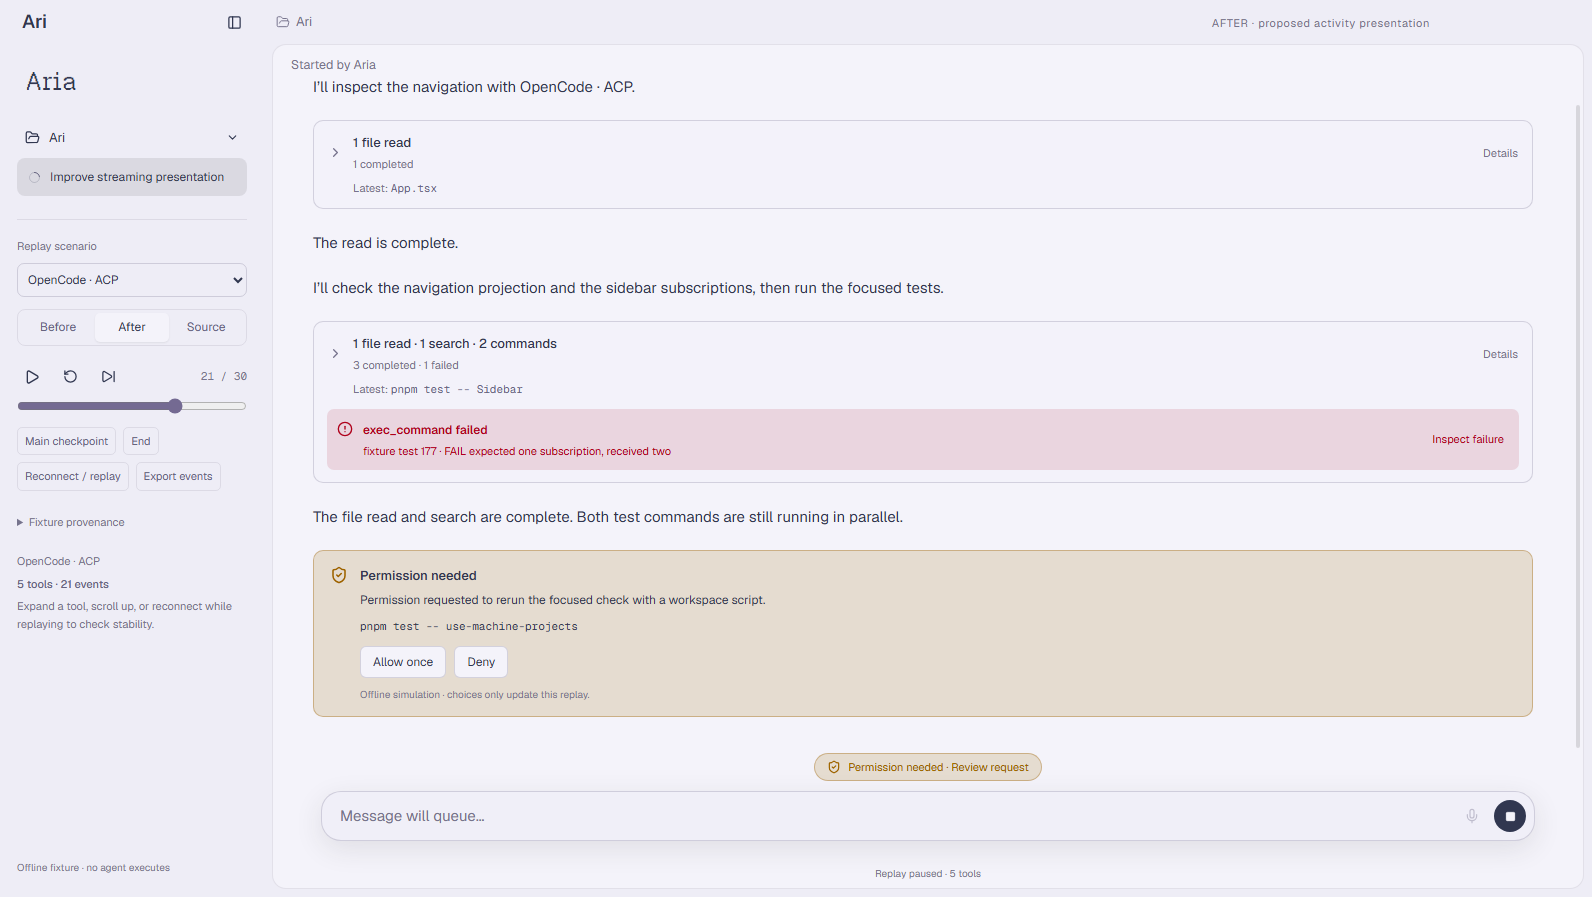 Ari
Aria
Ari
Improve streaming presentation
Replay scenario
OpenCode · ACP
Before
After
Source
21 / 30
Main checkpoint
End
Reconnect / replay
Export events
Fixture provenance
OpenCode · ACP
5 tools · 21 events
Expand a tool, scroll up, or reconnect while
replaying to check stability.
Offline fixture · no agent executes
Ari
AFTER · proposed activity presentation
Started by Aria
I'll inspect the navigation with OpenCode · ACP.
1 file read
1 completed
Latest: App.tsx
Details
The read is complete.
I'll check the navigation projection and the sidebar subscriptions, then run the focused tests.
1 file read · 1 search · 2 commands
3 completed · 1 failed
Latest: pnpm test -- Sidebar
Details
exec_command failed
fixture test 177 · FAIL expected one subscription, received two
Inspect failure
The file read and search are complete. Both test commands are still running in parallel.
Permission needed
Permission requested to rerun the focused check with a workspace script.
pnpm test -- use-machine-projects
Allow once
Deny
Offline simulation · choices only update this replay.
Permission needed · Review request
Message will queue...
Replay paused · 5 tools